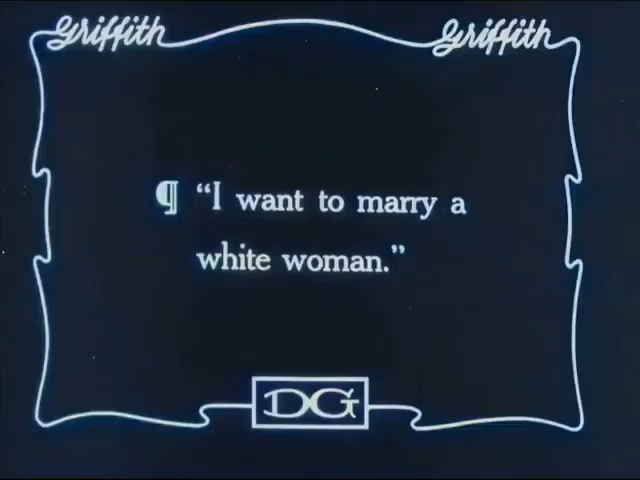 Griffith Griffith
¶ "I want to marry a
white woman."
DG